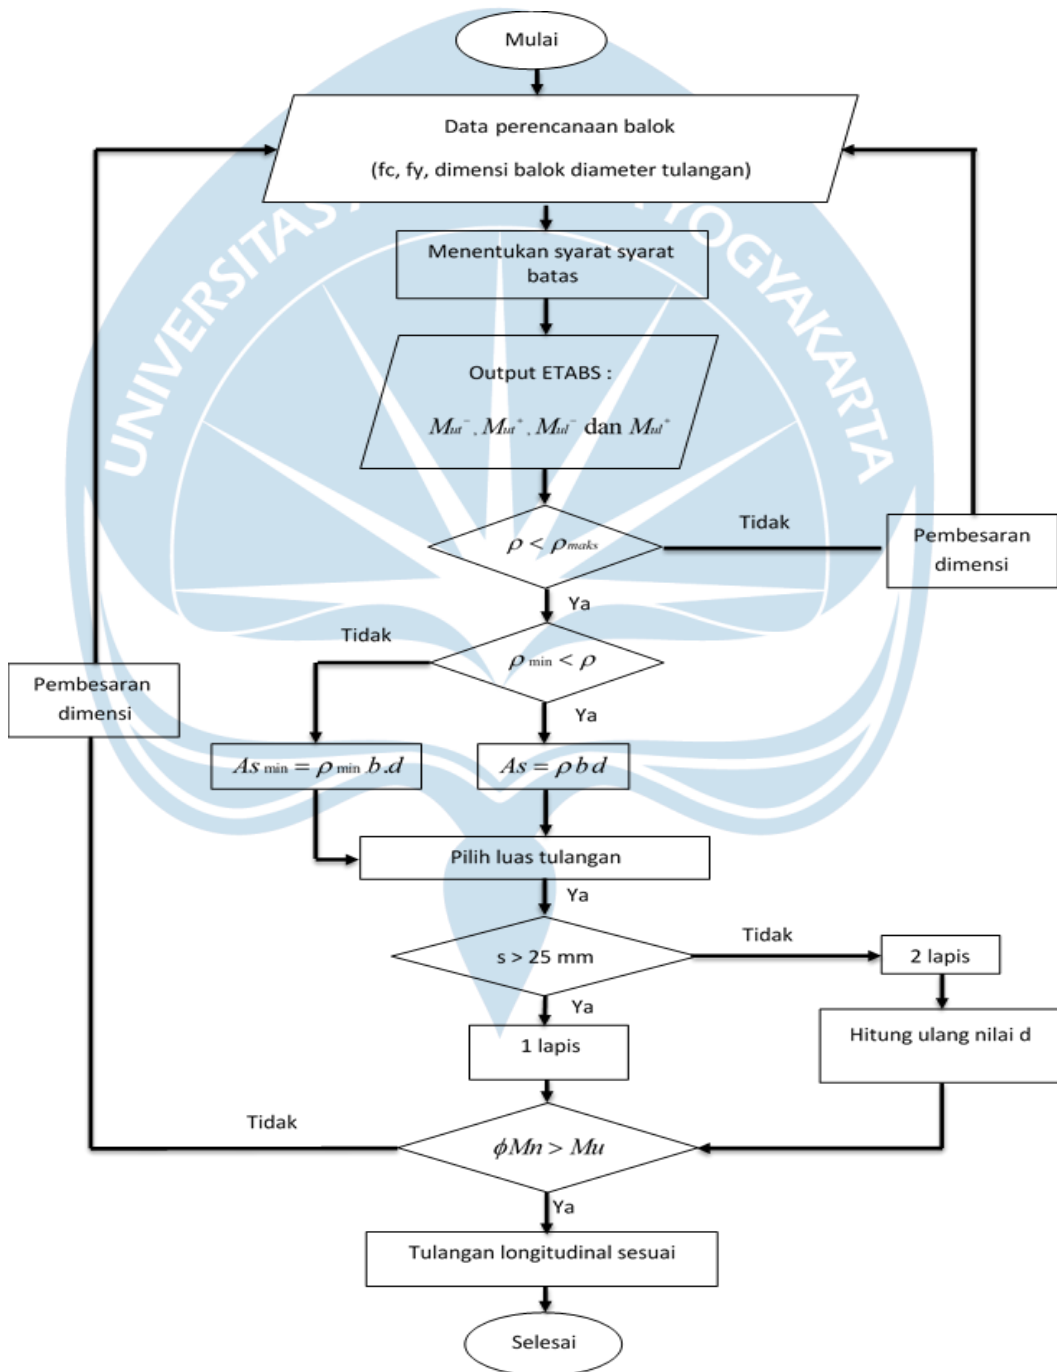 Mulai
Data perencanaan balok
(fc, fy, dimensi balok diameter tulangan)
Menentukan syarat syarat
batas
Output ETABS :
Mut⁻, Mut⁺, Mul⁻ dan Mul⁺
ρ < ρmaks
Tidak
Pembesaran
dimensi
Ya
Tidak
ρ min < ρ
Pembesaran
dimensi
Ya
As min = ρ min b.d
As = ρ b d
Pilih luas tulangan
Ya
s > 25 mm
Tidak
2 lapis
Ya
1 lapis
Hitung ulang nilai d
Tidak
ϕMn > Mu
Ya
Tulangan longitudinal sesuai
Selesai
UNIVERSITAS A YOGYAKARTA